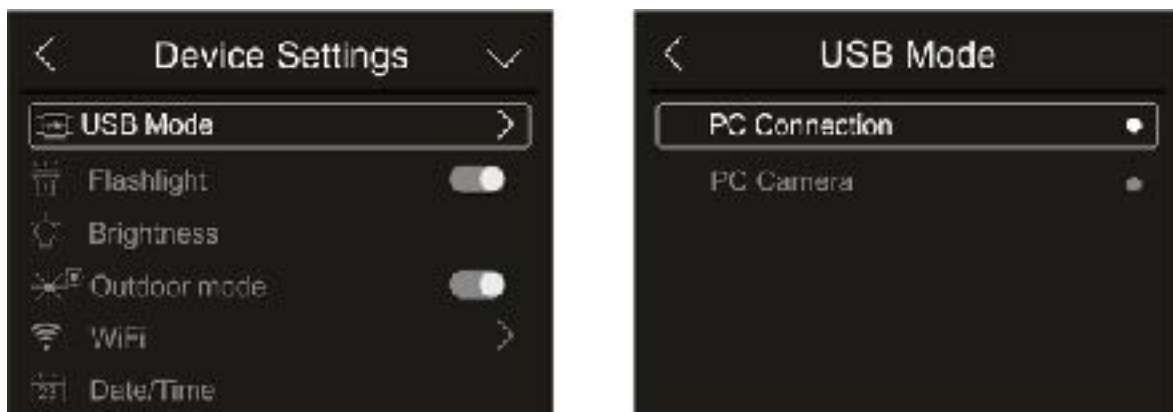 Device Settings
USB Mode
Flashlight
Brightness
Outdoor mode
WiFi
Date/Time
USB Mode
PC Connection
PC Camera